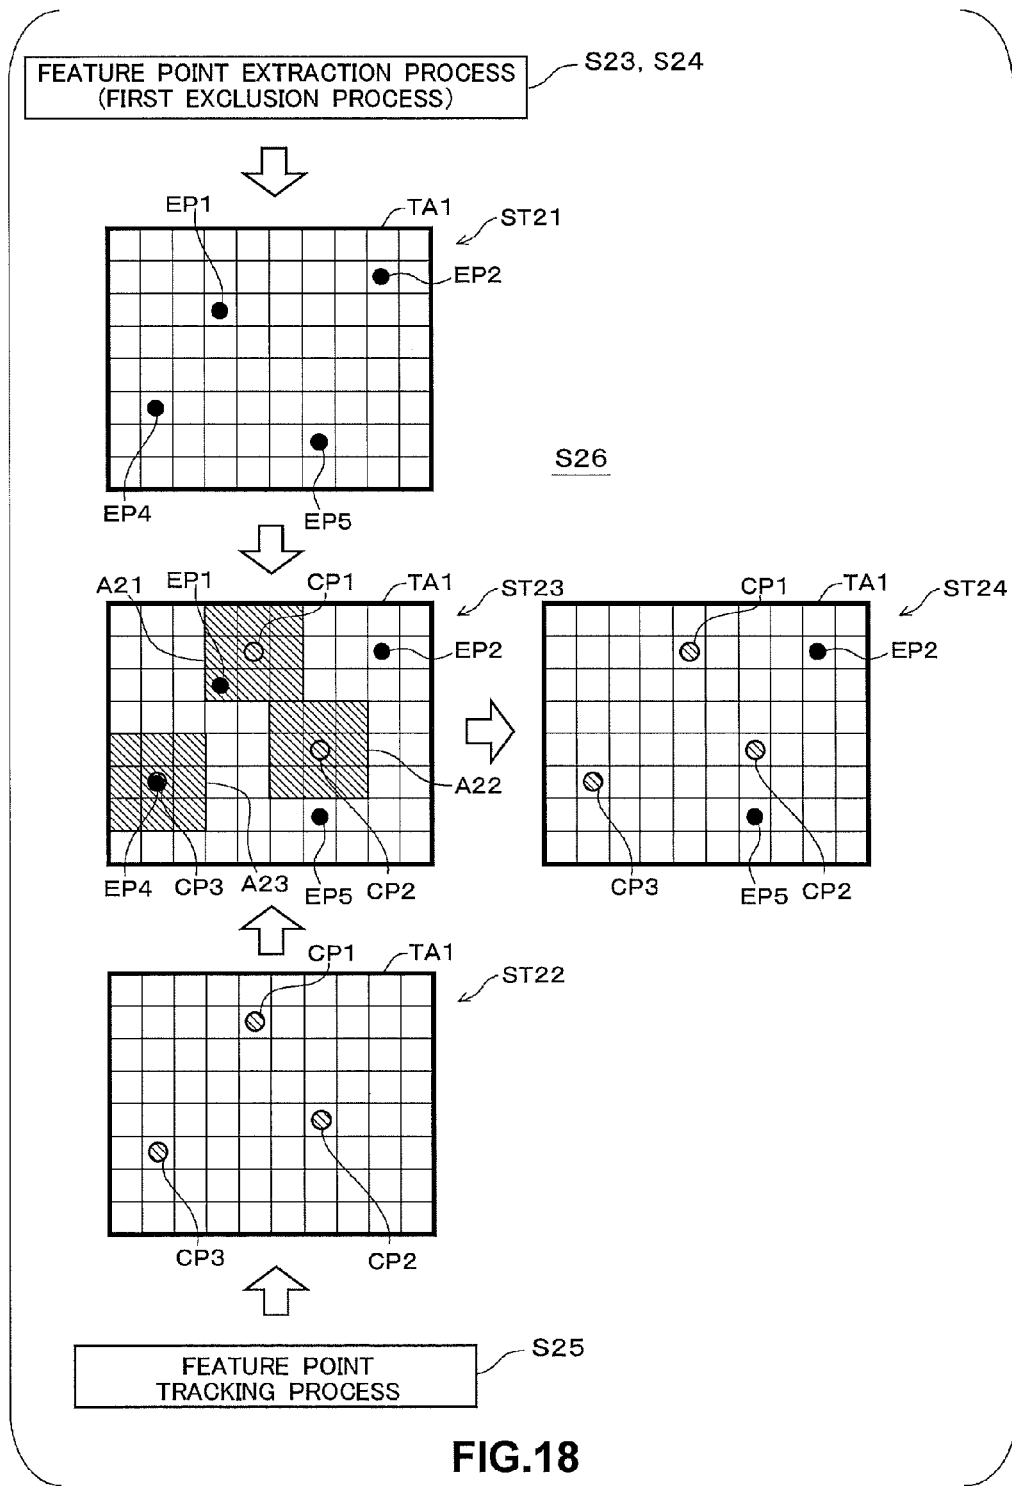 FEATURE POINT EXTRACTION PROCESS
(FIRST EXCLUSION PROCESS)
S23, S24
EP1
TA1
ST21
EP2
EP4
EP5
S26
A21
EP1
CP1
TA1
ST23
EP2
A22
EP4
CP3
A23
EP5
CP2
CP1
TA1
ST24
EP2
CP3
EP5
CP2
CP1
TA1
ST22
CP3
CP2
FEATURE POINT
TRACKING PROCESS
S25
FIG.18